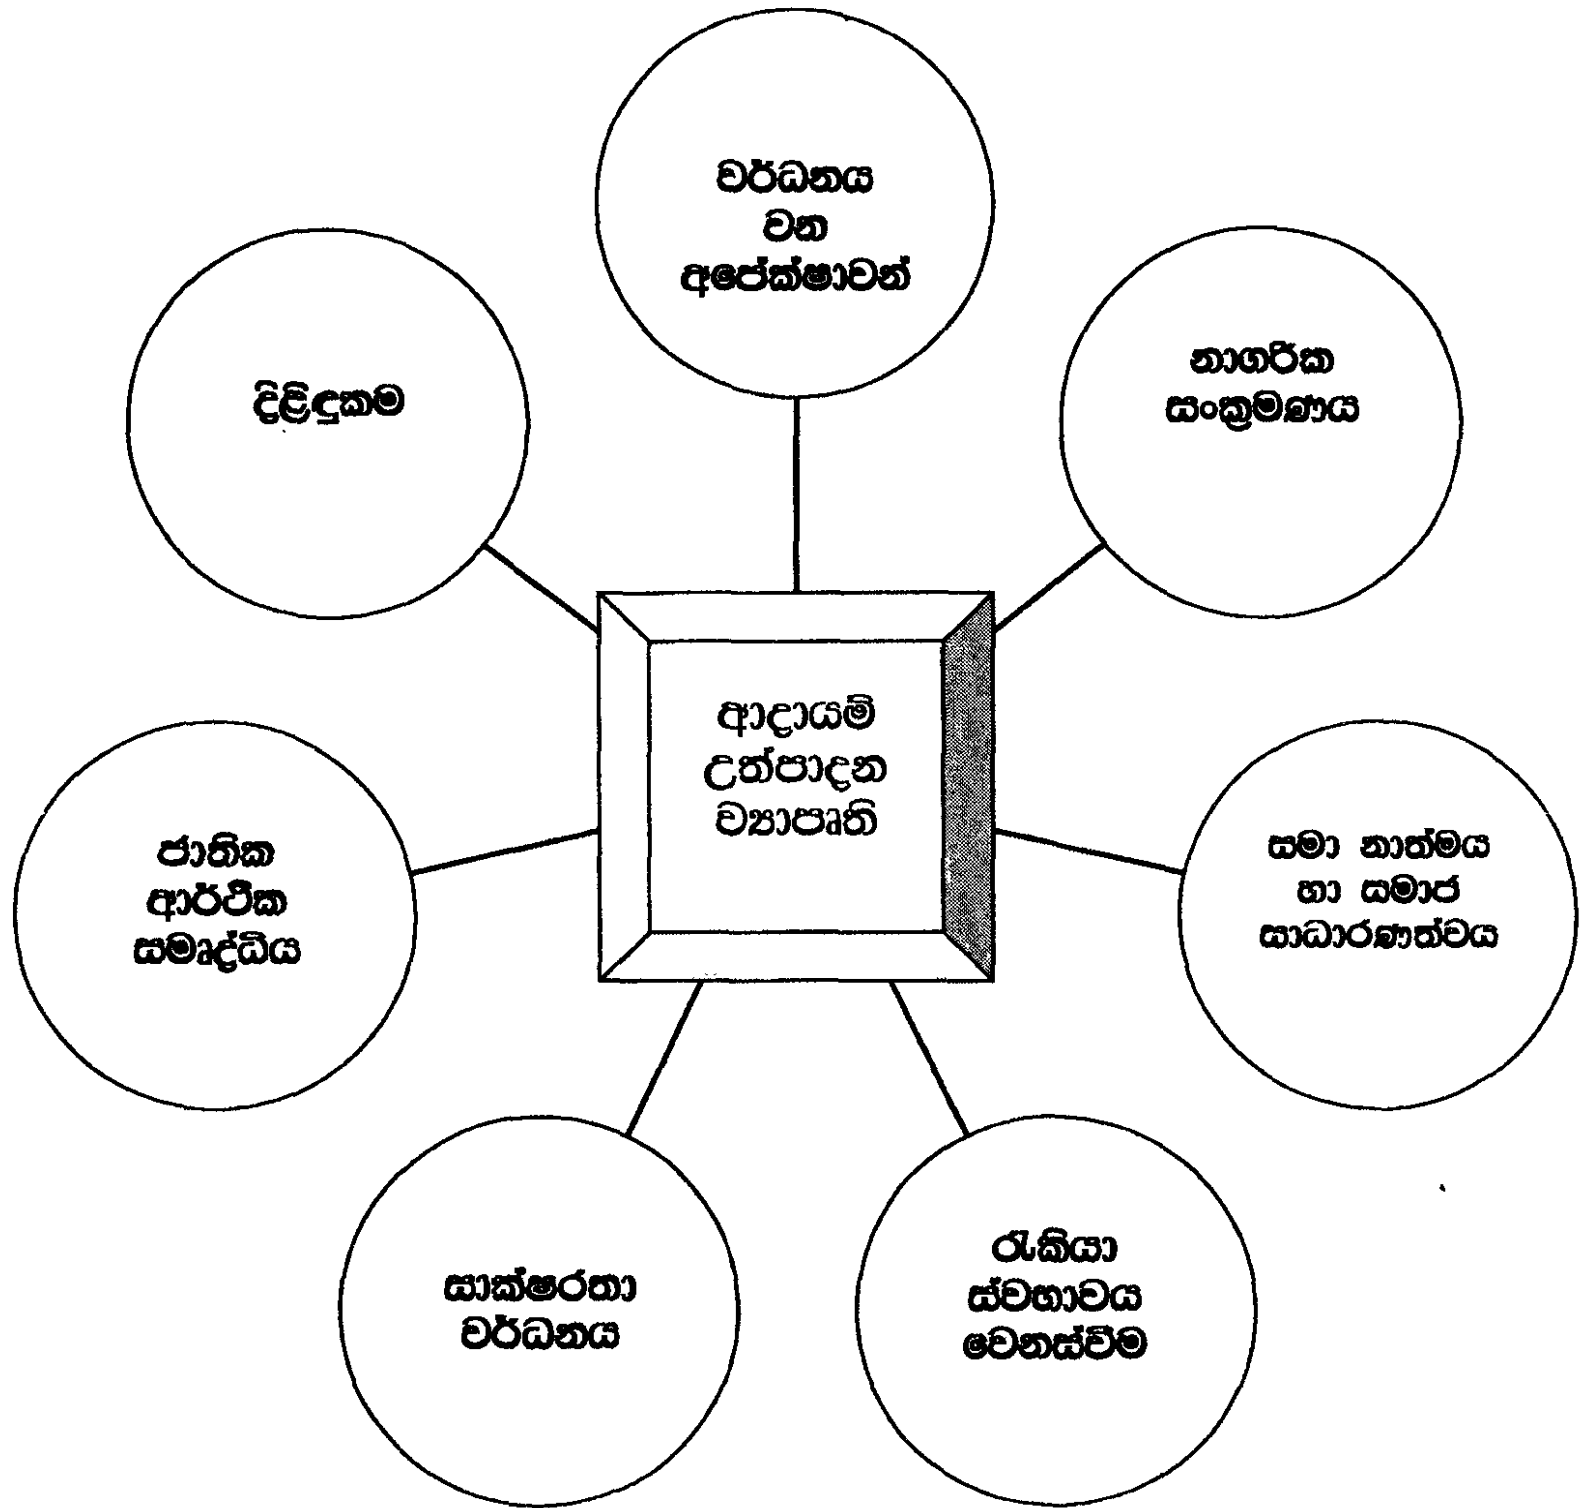 වර්ධනය
වන
අපේක්ෂාවන්
නාගරික
සංක්‍රමණය
දිළිඳුකම
ආදායම්
උත්පාදන
ව්‍යාපෘති
සමා නාත්මය
හා සමාජ
සාධාරණත්වය
ජාතික
ආර්ථික
සමෘද්ධිය
සාක්ෂරතා
වර්ධනය
රැකියා
ස්වභාවය
වෙනස්වීම